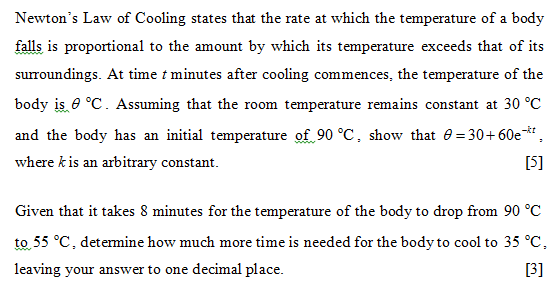 Newton's Law of Cooling states that the rate at which the temperature of a body
falls is proportional to the amount by which its temperature exceeds that of its
surroundings. At time t minutes after cooling commences, the temperature of the
body is θ °C. Assuming that the room temperature remains constant at 30 °C
and the body has an initial temperature of 90 °C, show that θ = 30 + 60e⁻ᵏᵗ,
where k is an arbitrary constant. [5]
Given that it takes 8 minutes for the temperature of the body to drop from 90 °C
to 55 °C, determine how much more time is needed for the body to cool to 35 °C,
leaving your answer to one decimal place. [3]